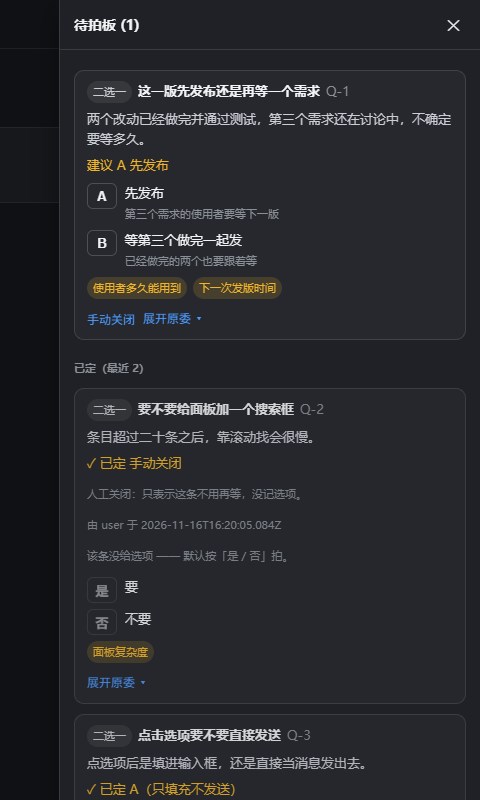 待拍板 (1)
二选一 这一版先发布还是再等一个需求 Q-1
两个改动已经做完并通过测试，第三个需求还在讨论中，不确定
要等多久。
建议 A 先发布
A 先发布
第三个需求的使用者要等下一版
B 等第三个做完一起发
已经做完的两个也要跟着等
使用者多久能用到 下一次发版时间
手动关闭 展开原委 ▾
已定（最近 2）
二选一 要不要给面板加一个搜索框 Q-2
条目超过二十条之后，靠滚动找会很慢。
✓ 已定 手动关闭
人工关闭：只表示这条不用再等，没记选项。
由 user 于 2026-11-16T16:20:05.084Z
该条没给选项 —— 默认按「是 / 否」拍。
是 要
否 不要
面板复杂度
展开原委 ▾
二选一 点击选项要不要直接发送 Q-3
点选项后是填进输入框，还是直接当消息发出去。
✓ 已定 A（只填充不发送）